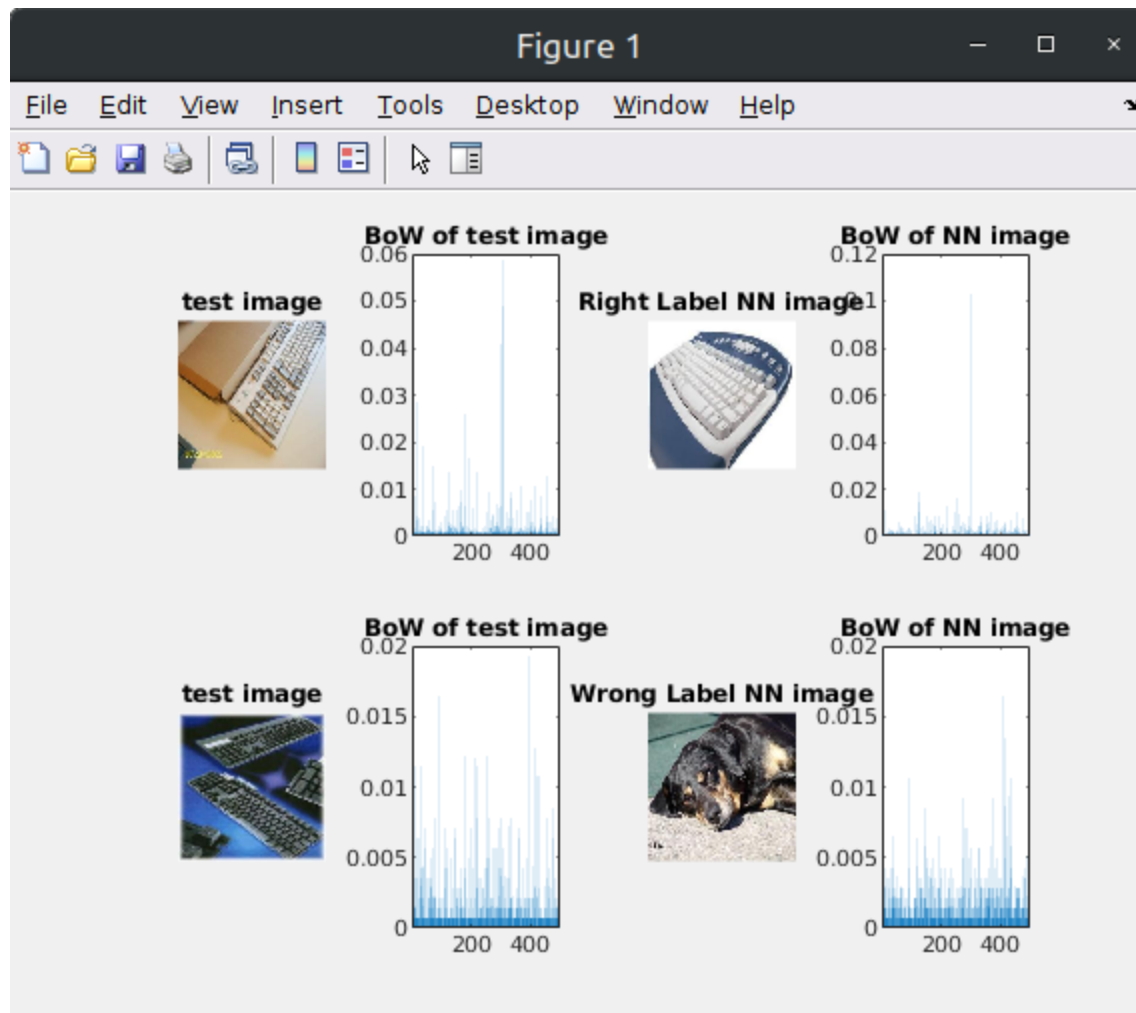 Figure 1
File Edit View Insert Tools Desktop Window Help
BoW of test image
BoW of NN image
test image
Right Label NN image
0.06
0.05
0.04
0.03
0.02
0.01
0
200 400
0.12
0.1
0.08
0.06
0.04
0.02
0
200 400
BoW of test image
BoW of NN image
test image
Wrong Label NN image
0.02
0.015
0.01
0.005
0
200 400
0.02
0.015
0.01
0.005
0
200 400